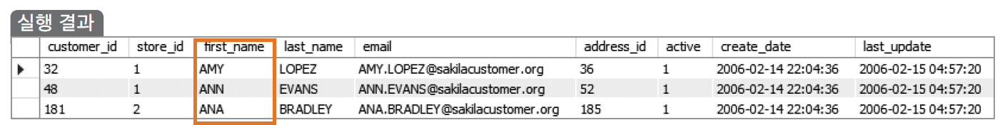 실행 결과
customer_id store_id first_name last_name email address_id active create_date last_update
32 1 AMY LOPEZ AMY.LOPEZ@sakilacustomer.org 36 1 2006-02-14 22:04:36 2006-02-15 04:57:20
48 1 ANN EVANS ANN.EVANS@sakilacustomer.org 52 1 2006-02-14 22:04:36 2006-02-15 04:57:20
181 2 ANA BRADLEY ANA.BRADLEY@sakilacustomer.org 185 1 2006-02-14 22:04:36 2006-02-15 04:57:20